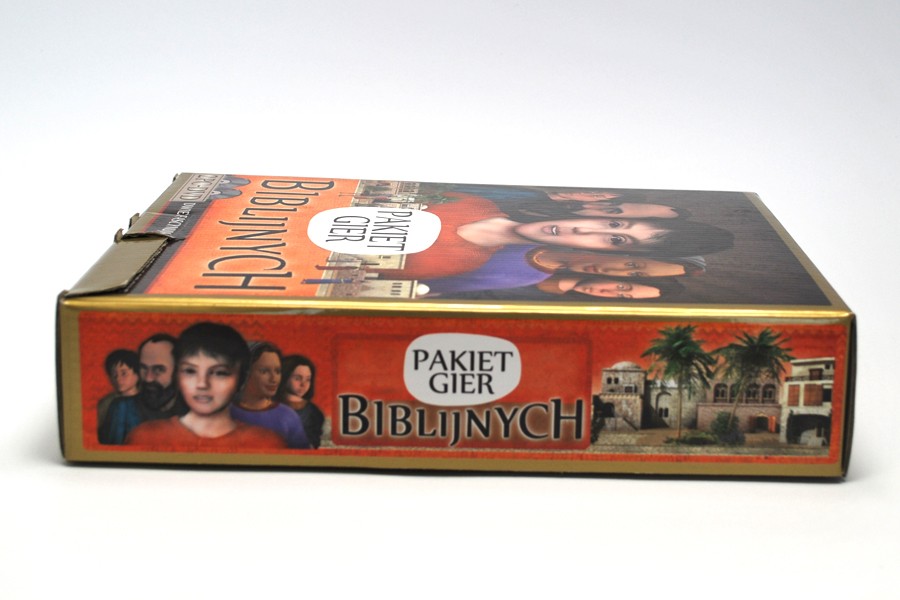 PAKIET
GIER
BIBLIJNYCH
PAKIET
GIER
BIBLIJNYCH